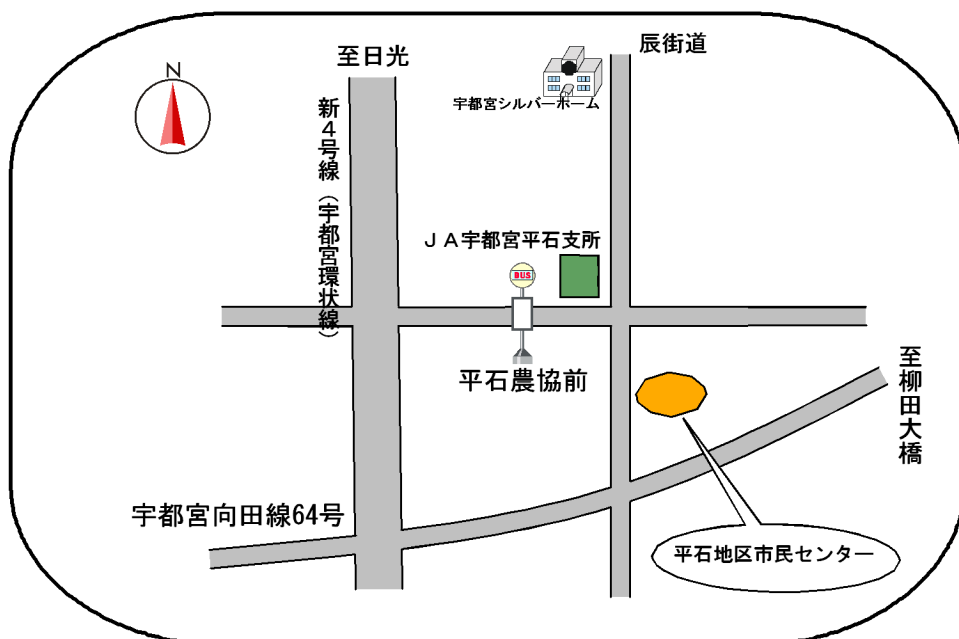 辰街道
至日光
N
宇都宮シルバーホーム
新４号線（宇都宮環状線）
ＪＡ宇都宮平石支所
BUS
平石農協前
至柳田大橋
宇都宮向田線64号
平石地区市民センター